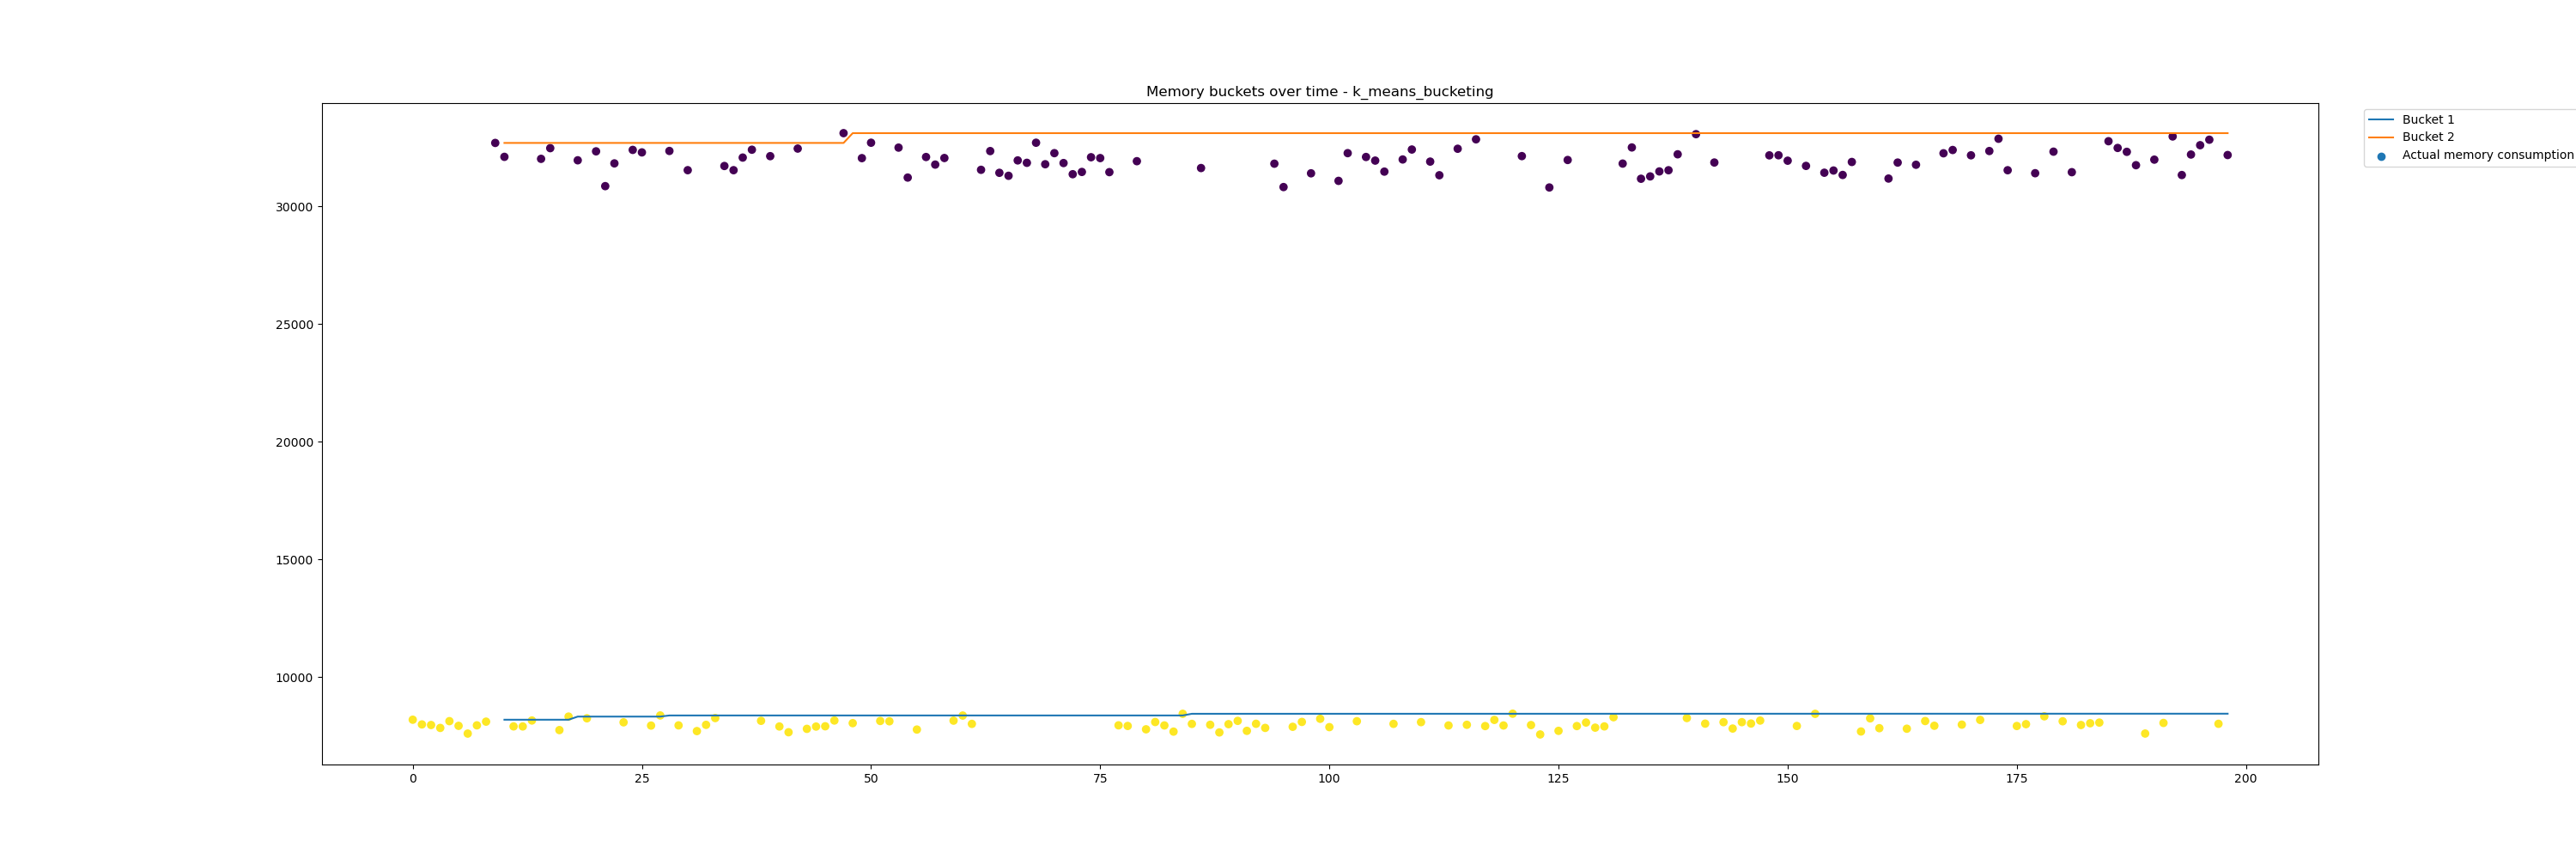 Memory buckets over time - k_means_bucketing
Bucket 1
Bucket 2
Actual memory consumption
30000
25000
20000
15000
10000
0 25 50 75 100 125 150 175 200